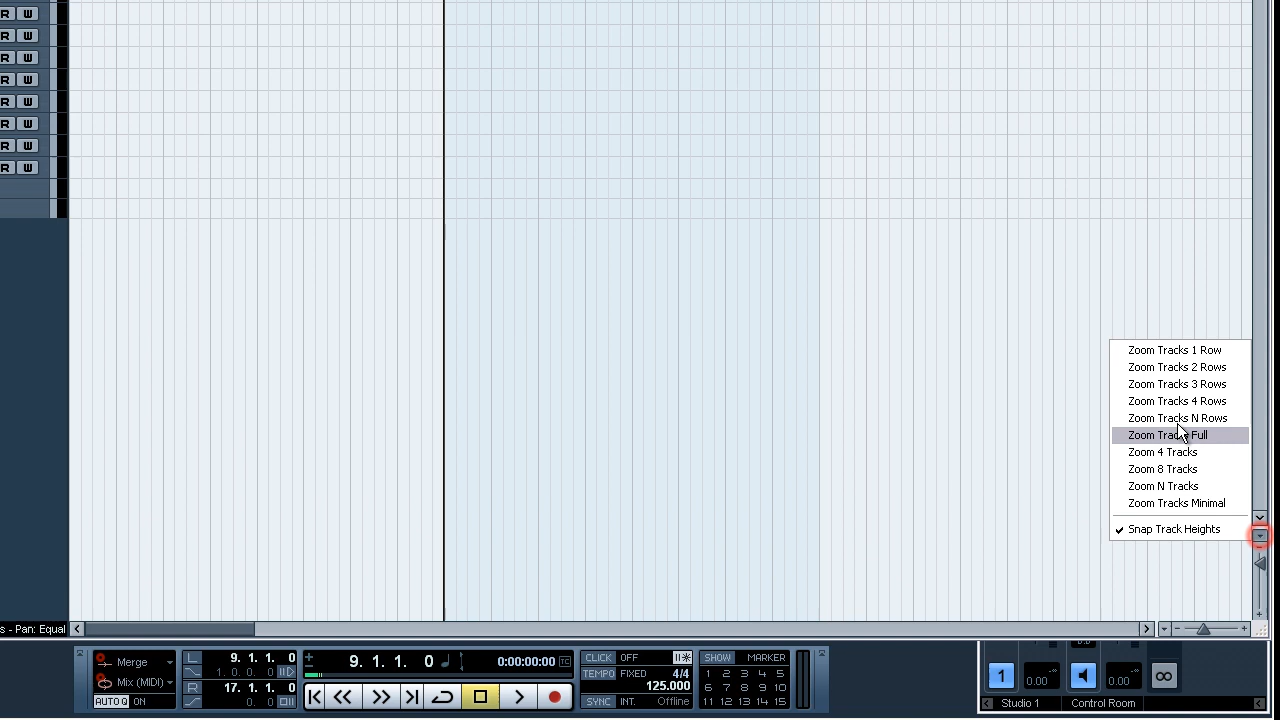 R W
R W
R W
R W
R W
R W
R W
R W
Zoom Tracks 1 Row
Zoom Tracks 2 Rows
Zoom Tracks 3 Rows
Zoom Tracks 4 Rows
Zoom Tracks N Rows
Zoom Tracks Full
Zoom 4 Tracks
Zoom 8 Tracks
Zoom N Tracks
Zoom Tracks Minimal
✓ Snap Track Heights
s - Pan: Equal
Merge
Mix (MIDI)
AUTO Q ON
L 9. 1. 1. 0
1. 0. 0. 0
R 17. 1. 1. 0
0. 0
9. 1. 1. 0
0:00:00:00 TC
CLICK OFF
TEMPO FIXED 4/4
125.000
SYNC INT. Offline
SHOW MARKER
1 2 3 4 5
6 7 8 9 10
11 12 13 14 15
1 0.00 0.00
Studio 1 Control Room